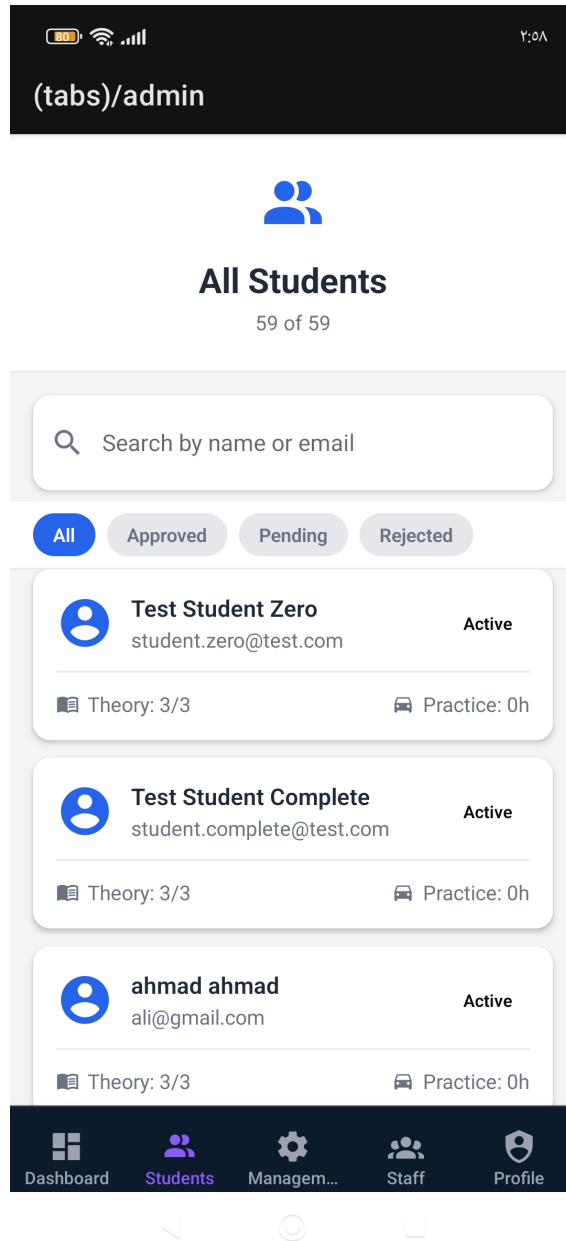 80
٢:٥٨
(tabs)/admin
All Students
59 of 59
Search by name or email
All Approved Pending Rejected
Test Student Zero
student.zero@test.com
Active
Theory: 3/3 Practice: 0h
Test Student Complete
student.complete@test.com
Active
Theory: 3/3 Practice: 0h
ahmad ahmad
ali@gmail.com
Active
Theory: 3/3 Practice: 0h
Dashboard Students Managem... Staff Profile